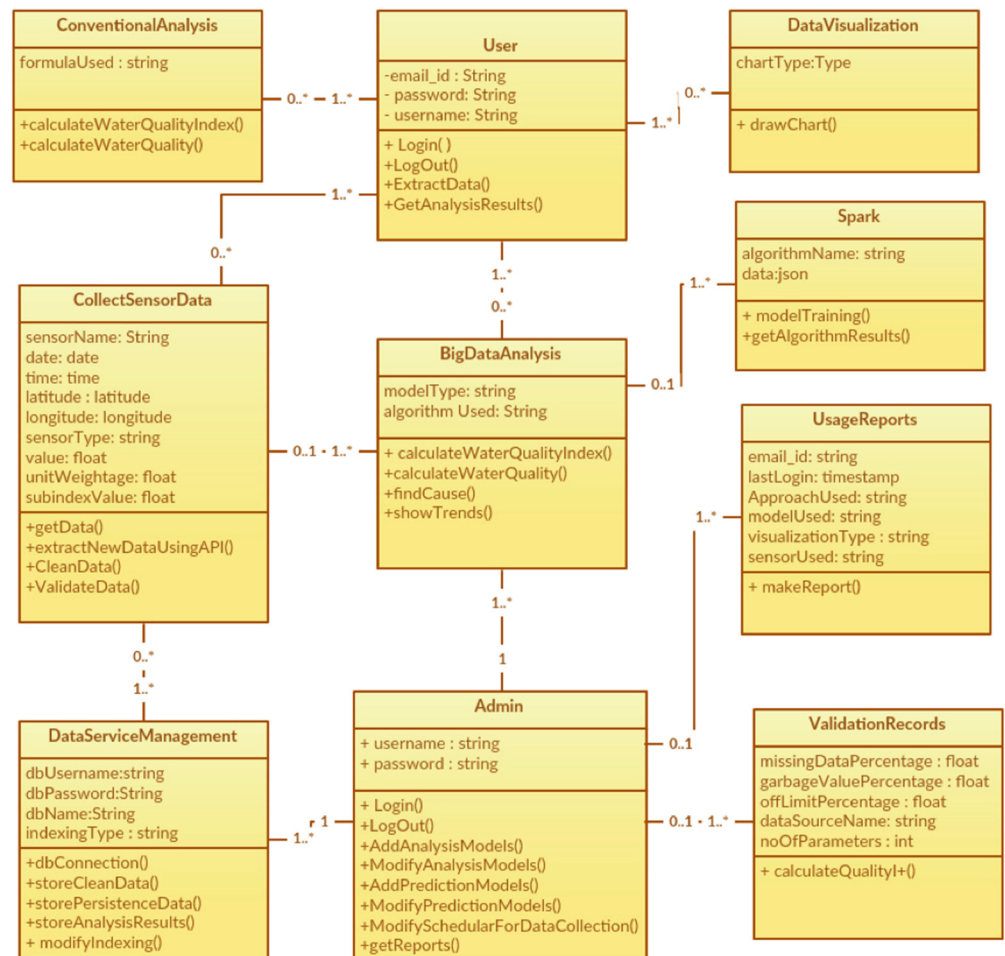 ConventionalAnalysis
formulaUsed : string
+calculateWaterQualityIndex()
+calculateWaterQuality()
0..*
1..*
User
-email_id : String
- password: String
- username: String
+ Login( )
+LogOut()
+ExtractData()
+GetAnalysisResults()
1..*
0..*
DataVisualization
chartType:Type
+ drawChart()
1..*
0..*
1..*
0..*
Spark
algorithmName: string
data:json
+ modelTraining()
+getAlgorithmResults()
1..*
0..1
CollectSensorData
sensorName: String
date: date
time: time
latitude : latitude
longitude: longitude
sensorType: string
value: float
unitWeightage: float
subindexValue: float
+getData()
+extractNewDataUsingAPI()
+CleanData()
+ValidateData()
0..1
1..*
BigDataAnalysis
modelType: string
algorithm Used: String
+ calculateWaterQualityIndex()
+calculateWaterQuality()
+findCause()
+showTrends()
UsageReports
email_id: string
lastLogin: timestamp
ApproachUsed: string
modelUsed: string
visualizationType : string
sensorUsed: string
+ makeReport()
1..*
0..1
1..*
1
0..*
1..*
DataServiceManagement
dbUsername:string
dbPassword:String
dbName:String
indexingType : string
+dbConnection()
+storeCleanData()
+storePersistenceData()
+storeAnalysisResults()
+ modifyIndexing()
1..*
1
Admin
+ username : string
+ password : string
+ Login()
+LogOut()
+AddAnalysisModels()
+ModifyAnalysisModels()
+AddPredictionModels()
+ModifyPredictionModels()
+ModifySchedularForDataCollection()
+getReports()
0..1
1..*
ValidationRecords
missingDataPercentage : float
garbageValuePercentage : float
offLimitPercentage : float
dataSourceName: string
noOfParameters : int
+ calculateQualityI+()